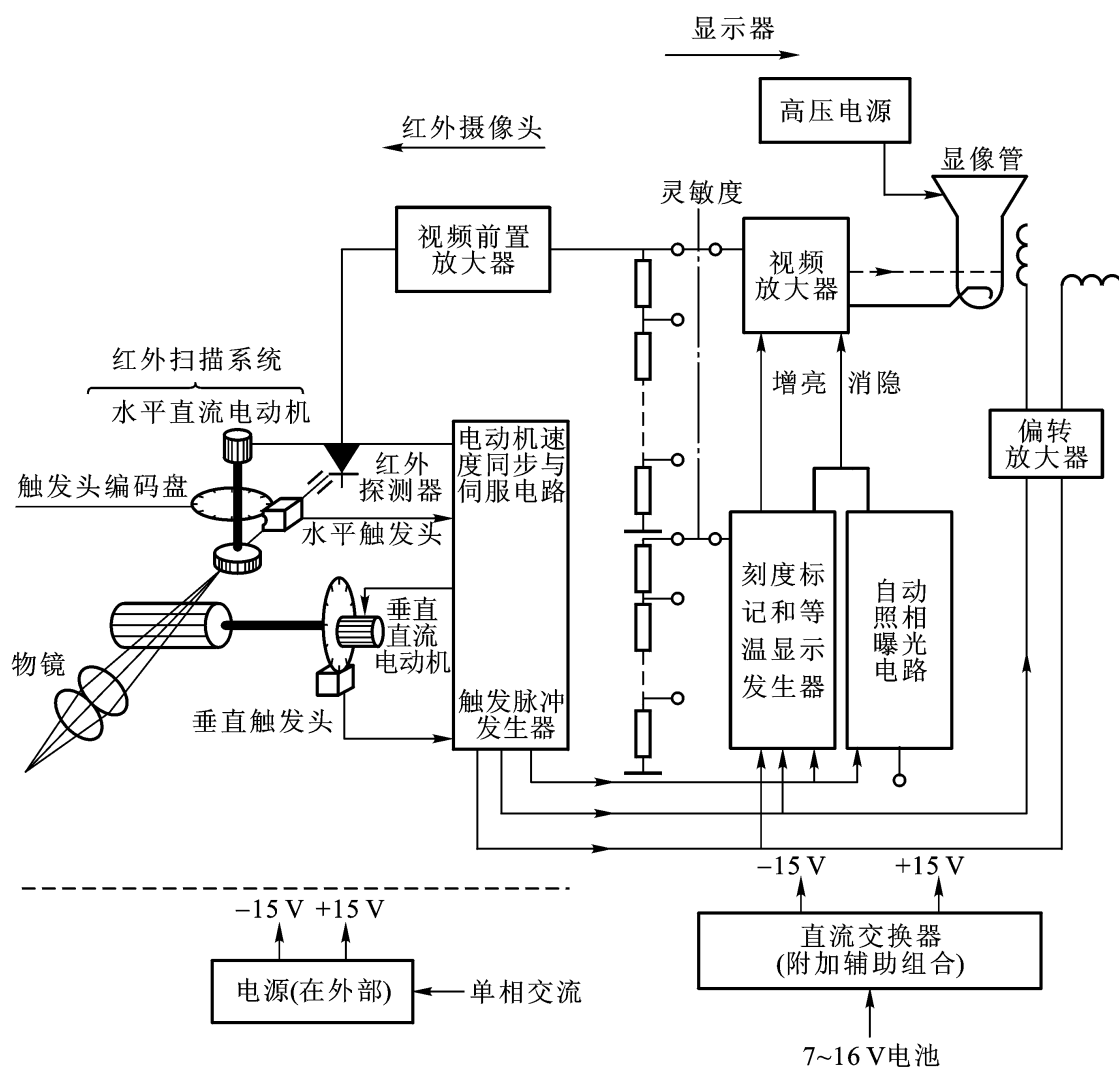 显示器
高压电源
红外摄像头
显像管
灵敏度
视频前置
放大器
视频
放大器
红外扫描系统
增亮
消隐
水平直流电动机
偏转
放大器
电动机速
度同步与
伺服电路
红外
探测器
触发头编码盘
水平触发头
刻度标
记和等
温显示
发生器
自动
照相
曝光
电路
垂直
直流
电动机
物镜
垂直触发头
触发脉冲
发生器
−15 V
+15 V
−15 V
+15 V
直流交换器
(附加辅助组合)
电源(在外部)
单相交流
7~16 V电池